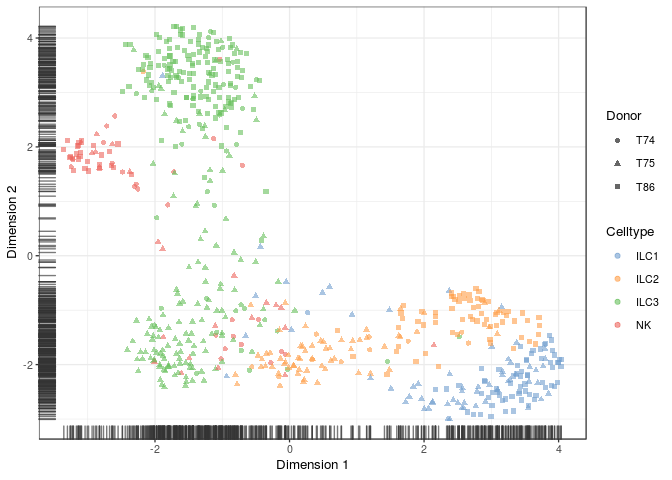 4
2
0
-2
-2
0
2
4
Dimension 1
Dimension 2
Donor
T74
T75
T86
Celltype
ILC1
ILC2
ILC3
NK